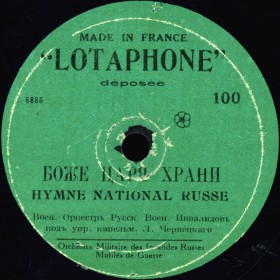 MADE IN FRANCE
"LOTAPHONE"
déposée
6886
100
БОЖЕ ЦАРЯ ХРАНИ
HYMNE NATIONAL RUSSE
Воен. Оркестръ Русск Воен. Инвалидовъ
подъ упр. капельм. Л. Чернецкаго
Orchestre Militaire des Invalides Russes
Mutilés de Guerre